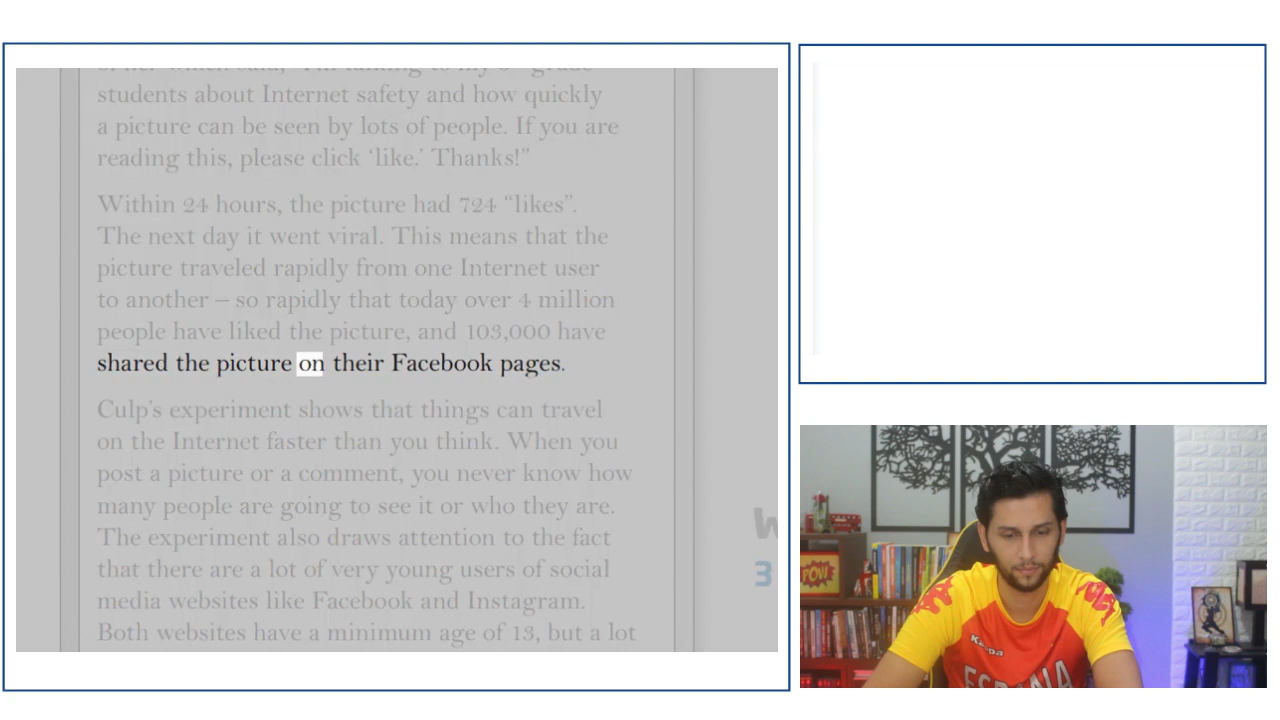 students about Internet safety and how quickly
a picture can be seen by lots of people. If you are
reading this, please click ‘like.’ Thanks!”
Within 24 hours, the picture had 724 “likes”.
The next day it went viral. This means that the
picture traveled rapidly from one Internet user
to another – so rapidly that today over 4 million
people have liked the picture, and 103,000 have
shared the picture on their Facebook pages.
Culp’s experiment shows that things can travel
on the Internet faster than you think. When you
post a picture or a comment, you never know how
many people are going to see it or who they are.
The experiment also draws attention to the fact
that there are a lot of very young users of social
media websites like Facebook and Instagram.
Both websites have a minimum age of 13, but a lot
W
3
POW!
Kappa
ESPAÑA